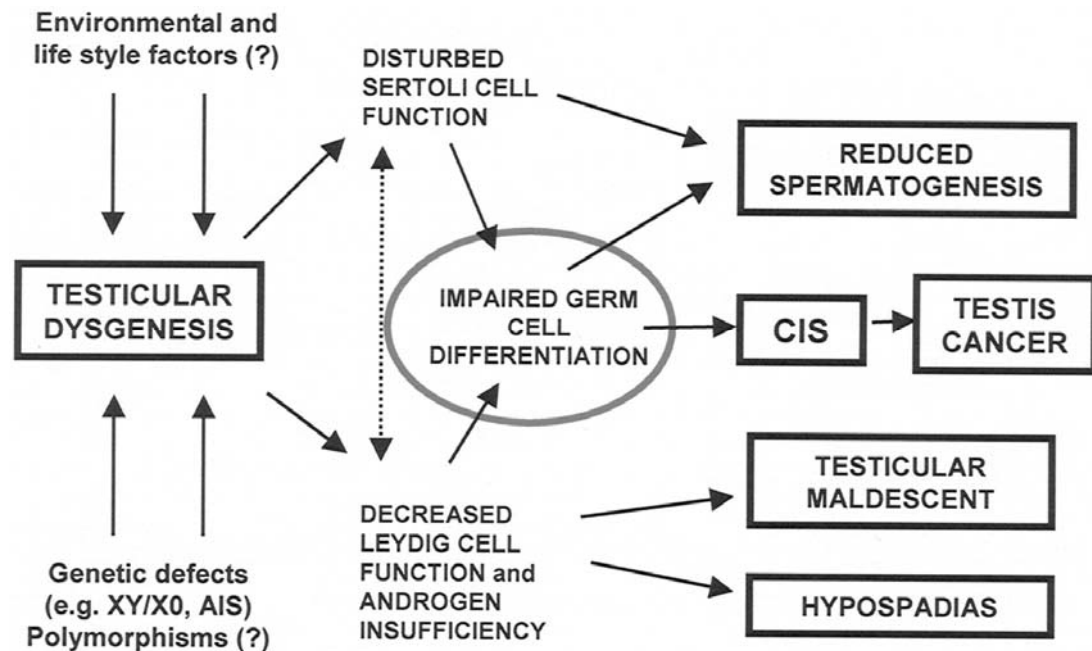 Environmental and
life style factors (?)
DISTURBED
SERTOLI CELL
FUNCTION
REDUCED
SPERMATOGENESIS
TESTICULAR
DYSGENESIS
IMPAIRED GERM
CELL
DIFFERENTIATION
CIS
TESTIS
CANCER
TESTICULAR
MALDESCENT
DECREASED
LEYDIG CELL
FUNCTION and
ANDROGEN
INSUFFICIENCY
HYPOSPADIAS
Genetic defects
(e.g. XY/X0, AIS)
Polymorphisms (?)